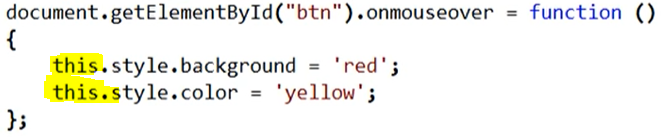 document.getElementById("btn").onmouseover = function ()
{
    this.style.background = 'red';
    this.style.color = 'yellow';
};